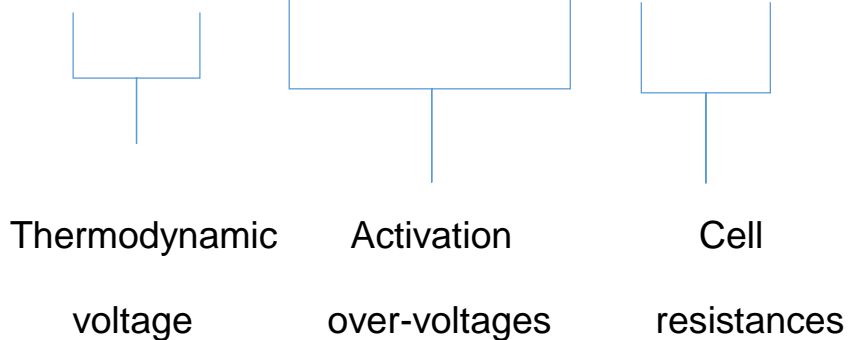 Thermodynamic Activation Cell
voltage over-voltages resistances